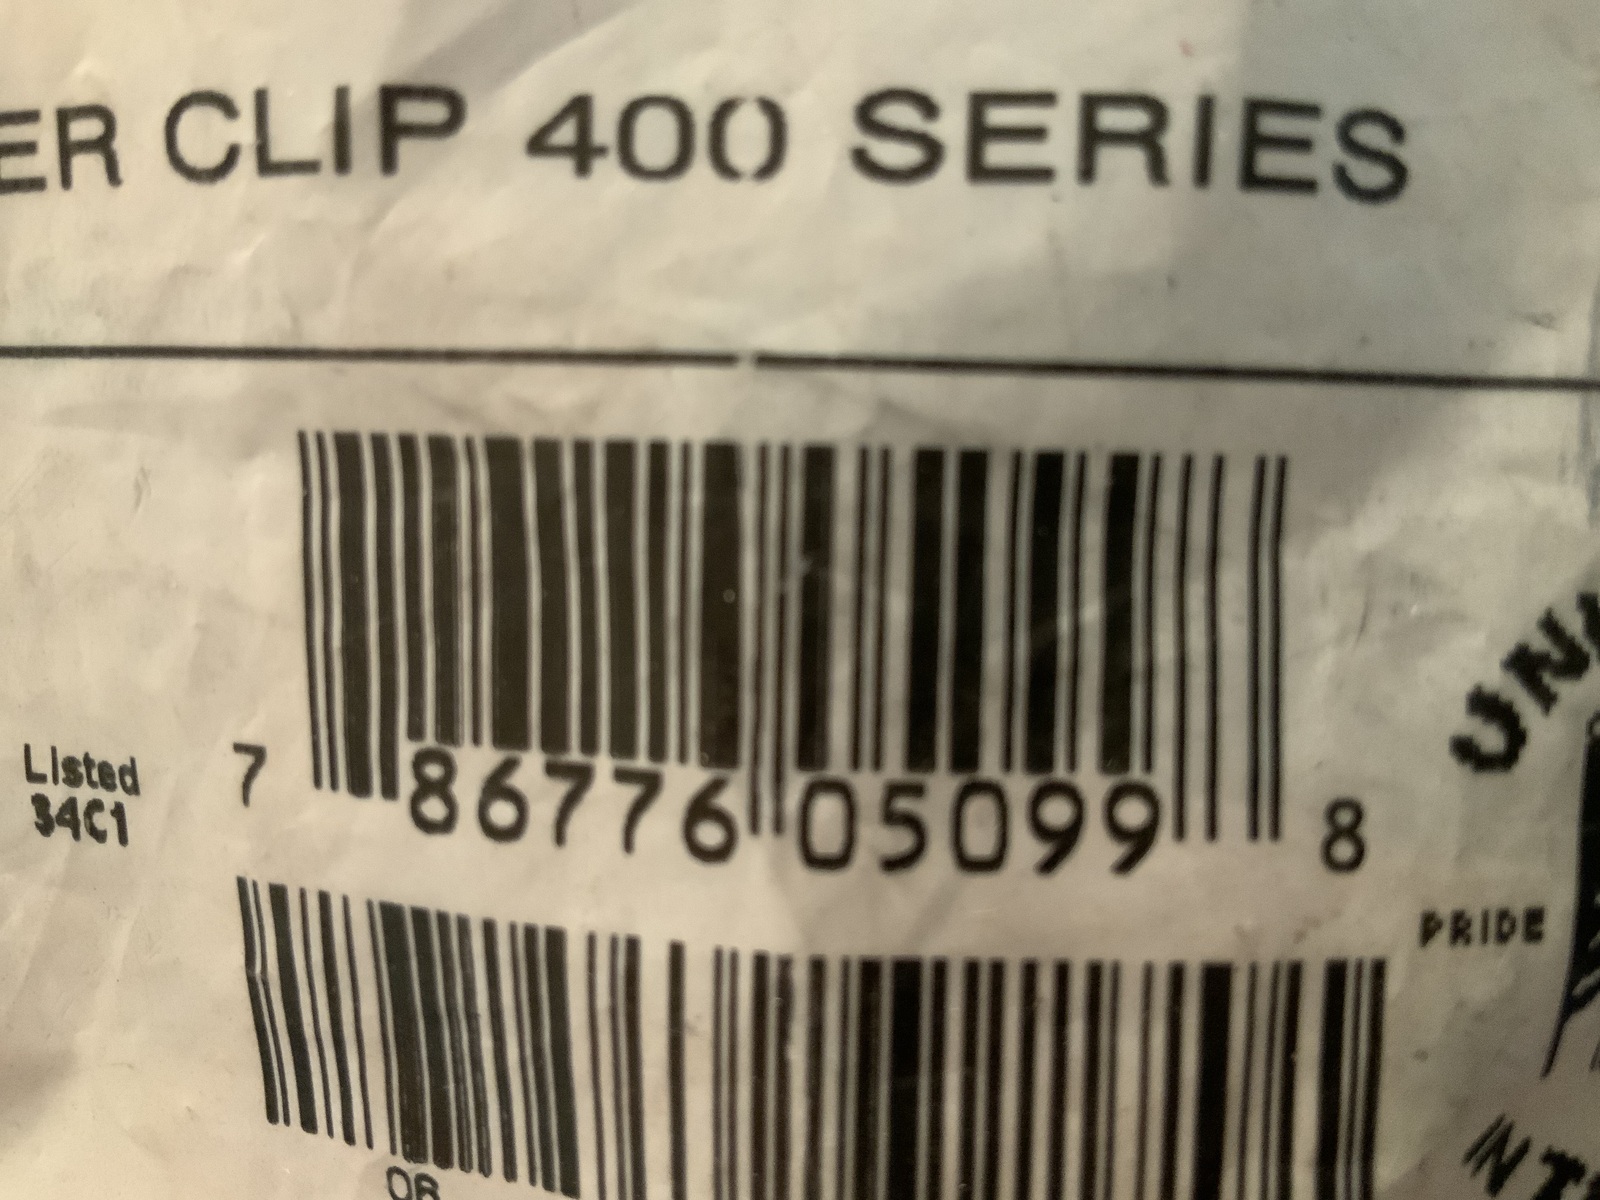 ER CLIP 400 SERIES
Listed
34C1
7 86776 05099 8
PRIDE